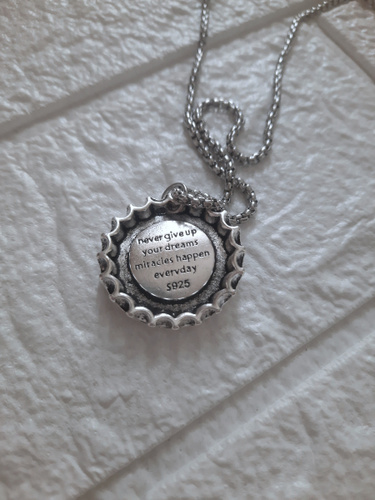 never give up
your dreams
miracles happen
everyday
S925